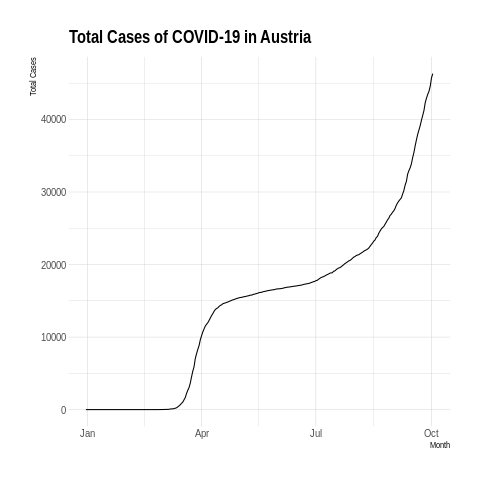 Total Cases of COVID-19 in Austria
Total Cases
40000
30000
20000
10000
0
Jan Apr Jul Oct
Month